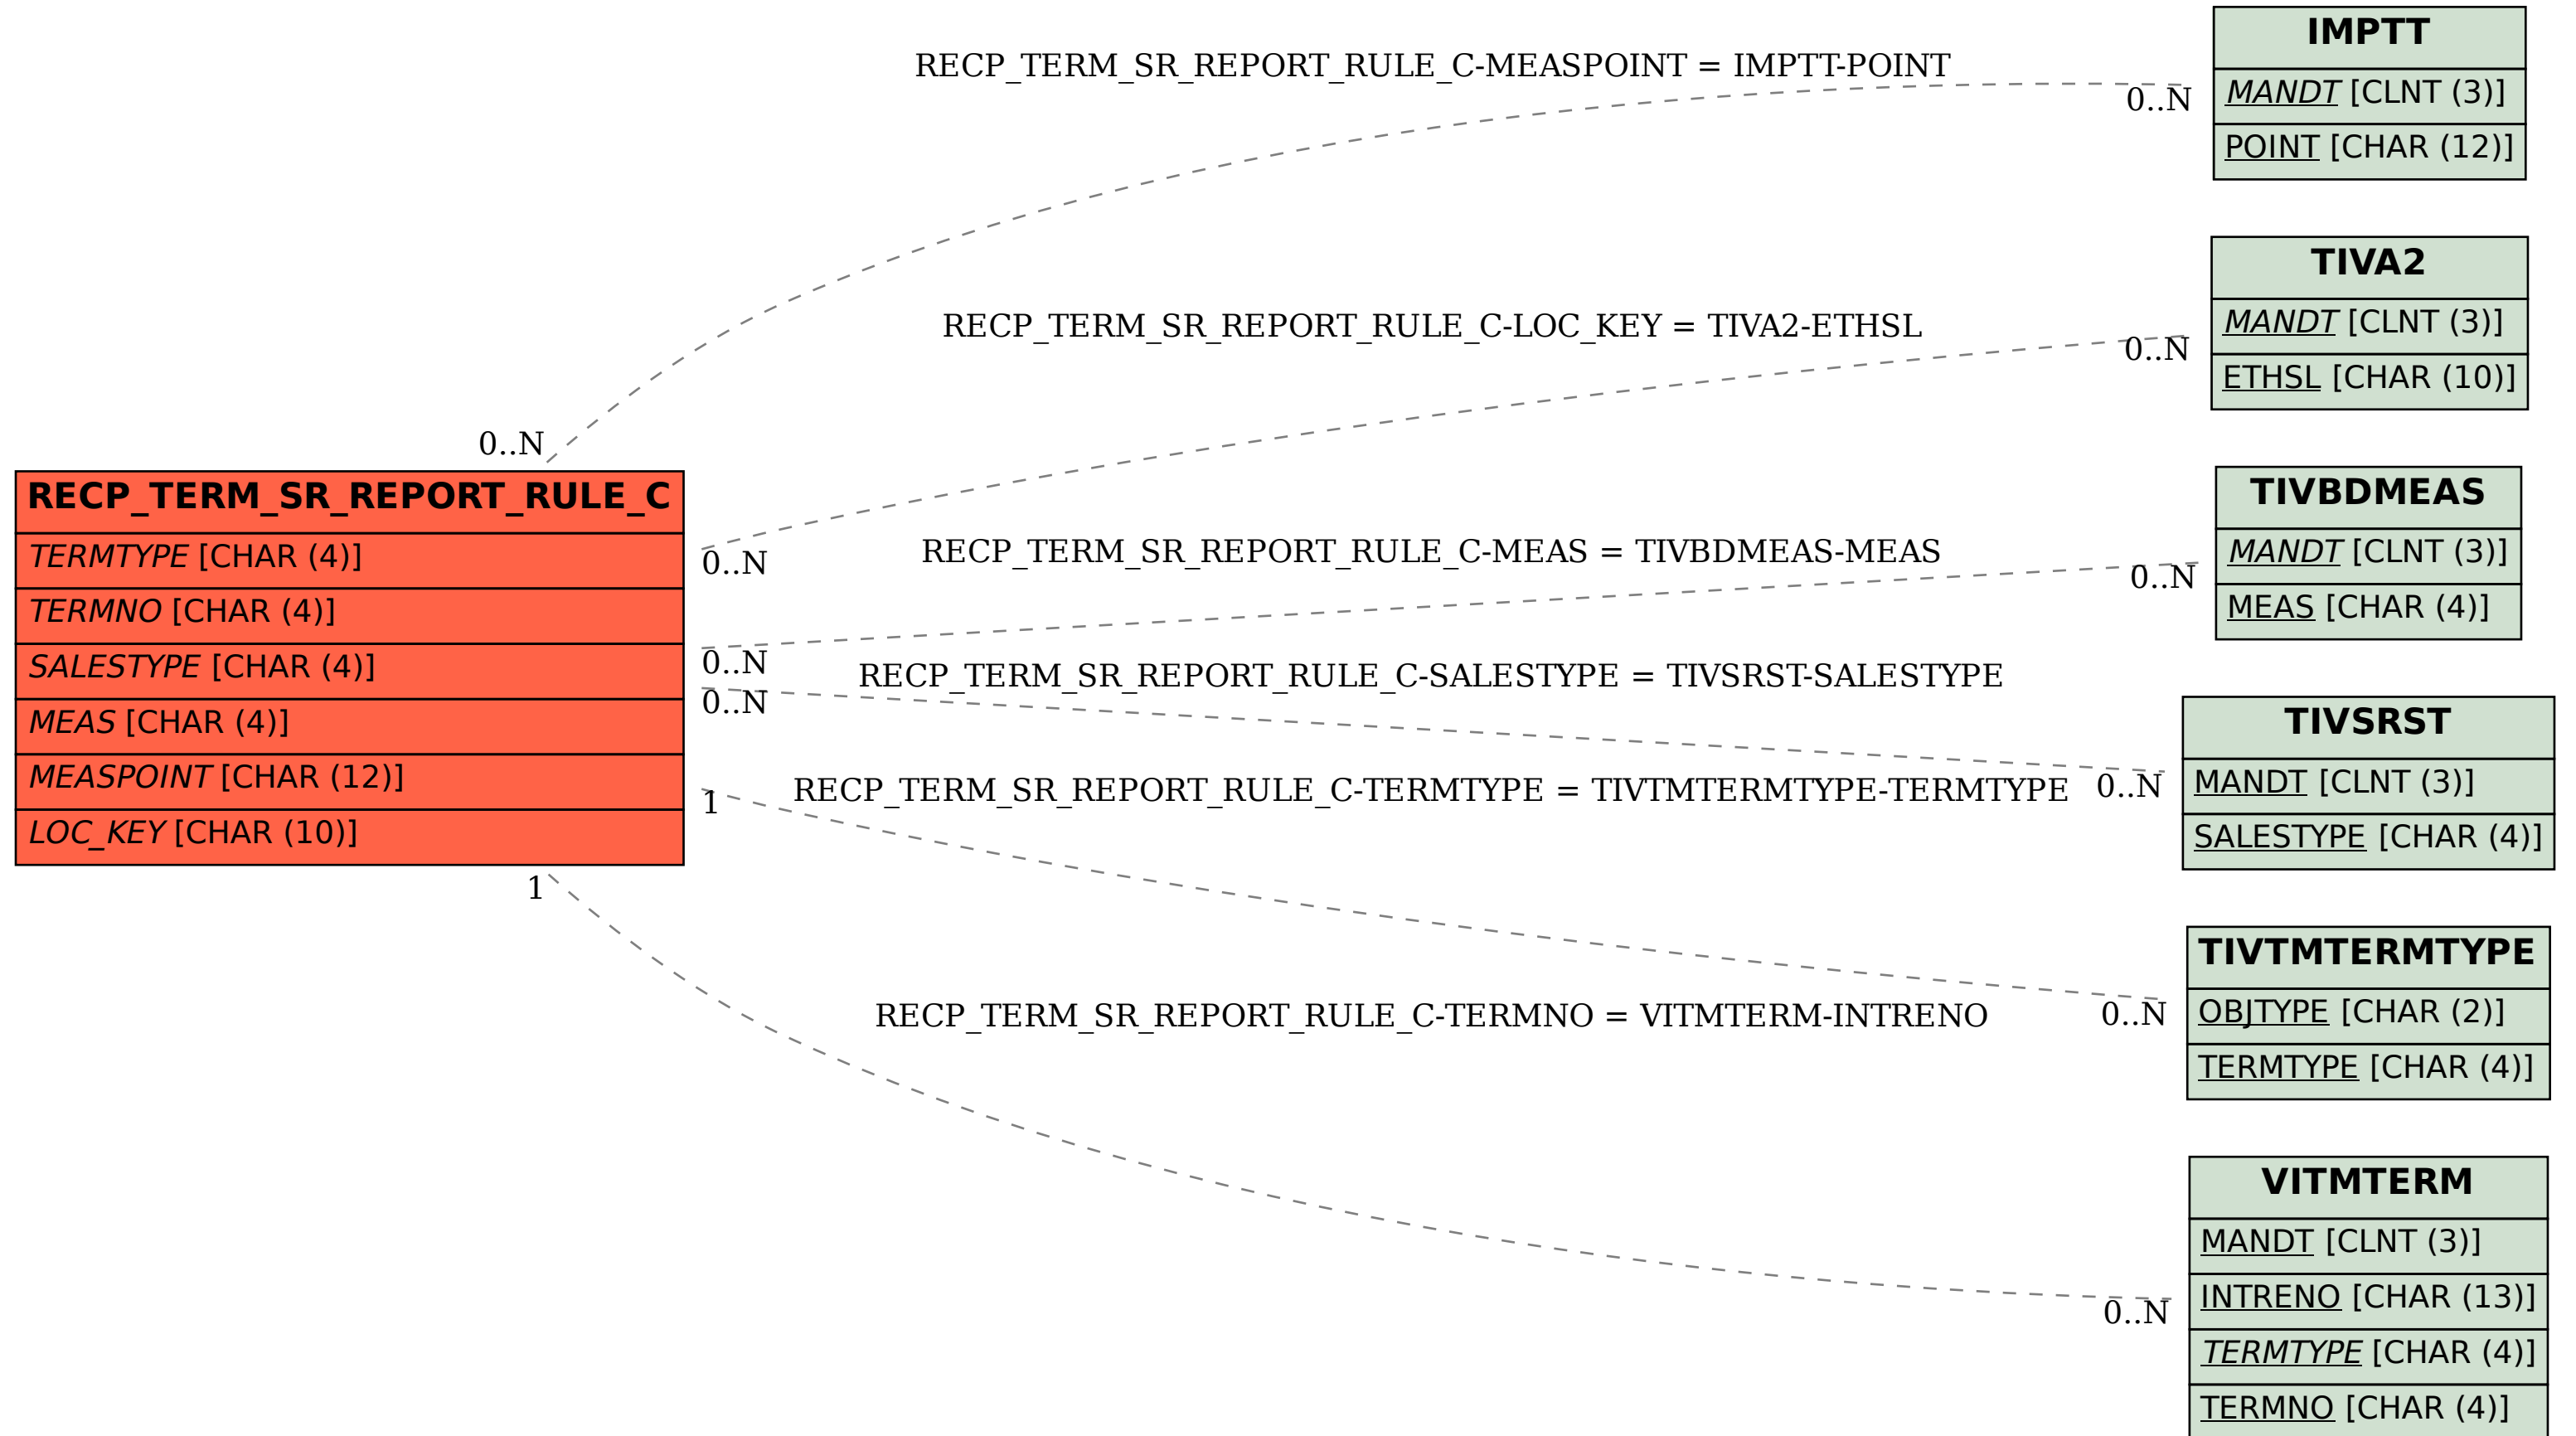 RECP_TERM_SR_REPORT_RULE_C-MEASPOINT = IMPTT-POINT
0..N
0..N
IMPTT
MANDT [CLNT (3)]
POINT [CHAR (12)]
RECP_TERM_SR_REPORT_RULE_C-LOC_KEY = TIVA2-ETHSL
0..N
0..N
TIVA2
MANDT [CLNT (3)]
ETHSL [CHAR (10)]
RECP_TERM_SR_REPORT_RULE_C
TERMTYPE [CHAR (4)]
TERMNO [CHAR (4)]
SALESTYPE [CHAR (4)]
MEAS [CHAR (4)]
MEASPOINT [CHAR (12)]
LOC_KEY [CHAR (10)]
RECP_TERM_SR_REPORT_RULE_C-MEAS = TIVBDMEAS-MEAS
0..N
0..N
TIVBDMEAS
MANDT [CLNT (3)]
MEAS [CHAR (4)]
RECP_TERM_SR_REPORT_RULE_C-SALESTYPE = TIVSRST-SALESTYPE
0..N
0..N
TIVSRST
MANDT [CLNT (3)]
SALESTYPE [CHAR (4)]
RECP_TERM_SR_REPORT_RULE_C-TERMTYPE = TIVTMTERMTYPE-TERMTYPE
1
0..N
TIVTMTERMTYPE
OBJTYPE [CHAR (2)]
TERMTYPE [CHAR (4)]
RECP_TERM_SR_REPORT_RULE_C-TERMNO = VITMTERM-INTRENO
1
0..N
VITMTERM
MANDT [CLNT (3)]
INTRENO [CHAR (13)]
TERMTYPE [CHAR (4)]
TERMNO [CHAR (4)]